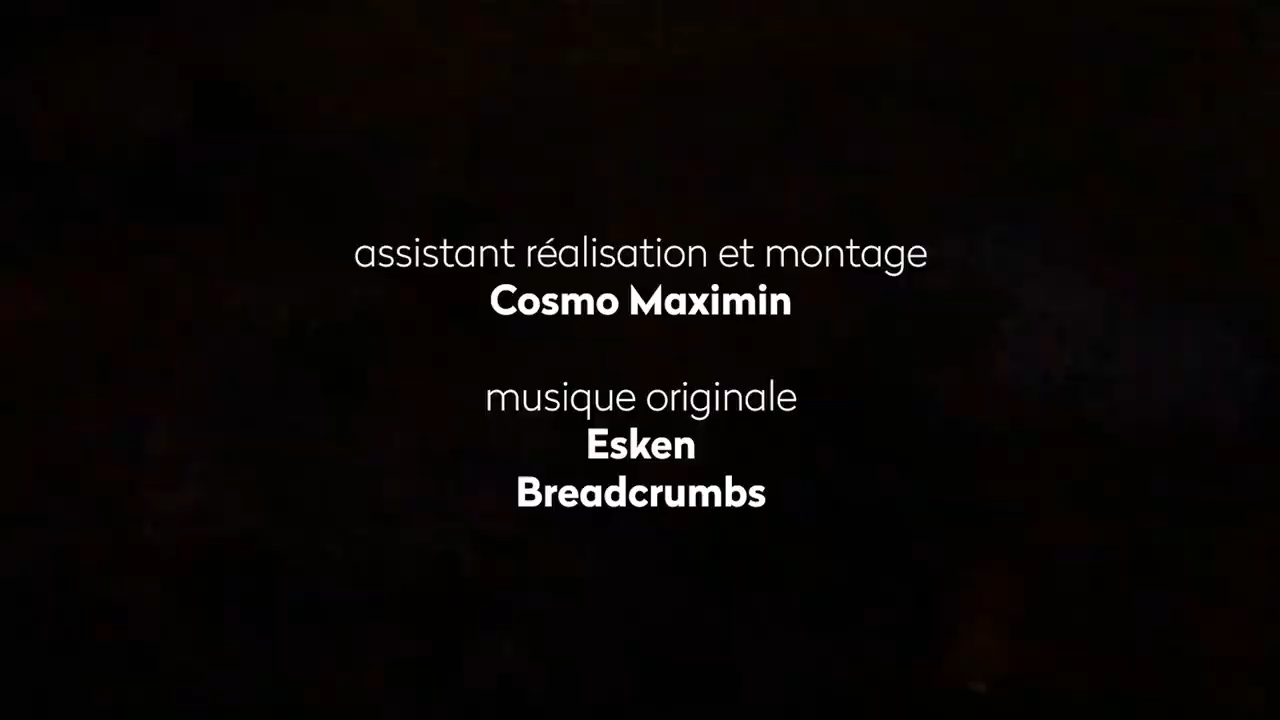 assistant réalisation et montage
Cosmo Maximin
musique originale
Esken
Breadcrumbs